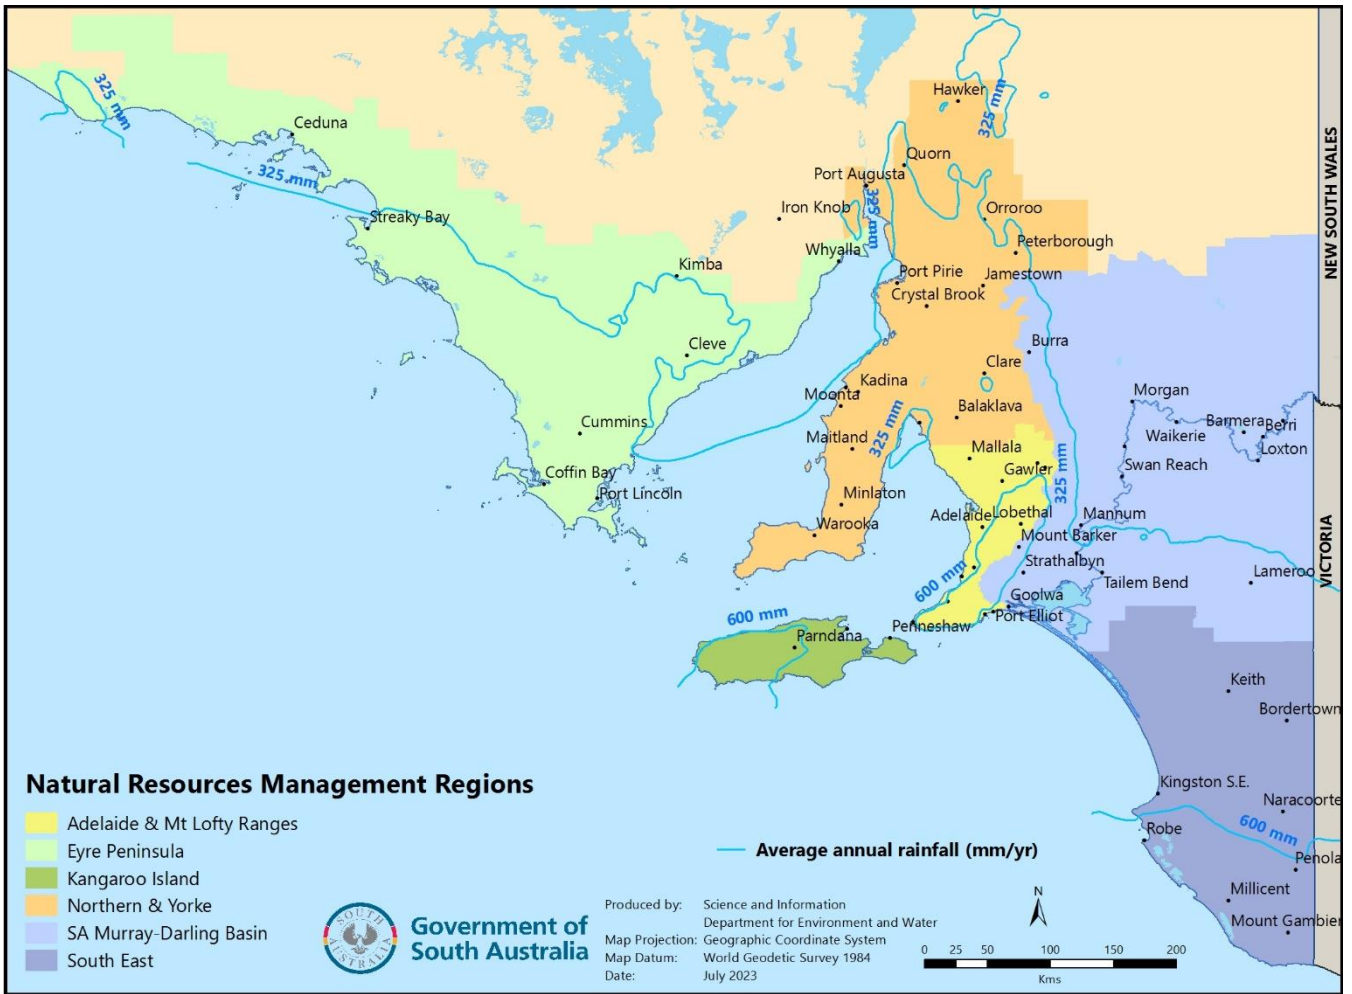 325 mm
Ceduna
325 mm
Streaky Bay
Kimba
Cleve
Cummins
Coffin Bay
Port Lincoln
Hawker
325 mm
Quorn
Port Augusta
Iron Knob
325 mm
Orroroo
Whyalla
Peterborough
Port Pirie
Jamestown
Crystal Brook
Burra
Clare
Kadina
Moonta
Balaklava
325 mm
Maitland
Mallala
Gawler
325 mm
Minlaton
Adelaide
Lobethal
Warooka
Mount Barker
Morgan
Waikerie
Barmera
Berri
Loxton
Swan Reach
Mannum
Strathalbyn
Tailem Bend
Lameroo
600 mm
Goolwa
Port Elliot
600 mm
Parndana
Penneshaw
Keith
Bordertown
Kingston S.E.
Naracoorte
600 mm
Robe
Penola
Millicent
Mount Gambier
NEW SOUTH WALES
VICTORIA
Natural Resources Management Regions
Adelaide & Mt Lofty Ranges
Eyre Peninsula
Kangaroo Island
Northern & Yorke
SA Murray-Darling Basin
South East
Average annual rainfall (mm/yr)
SOUTH
AUSTRALIA
Government of
South Australia
Produced by: Science and Information
Department for Environment and Water
Map Projection: Geographic Coordinate System
Map Datum: World Geodetic Survey 1984
Date: July 2023
N
0 25 50 100 150 200
Kms